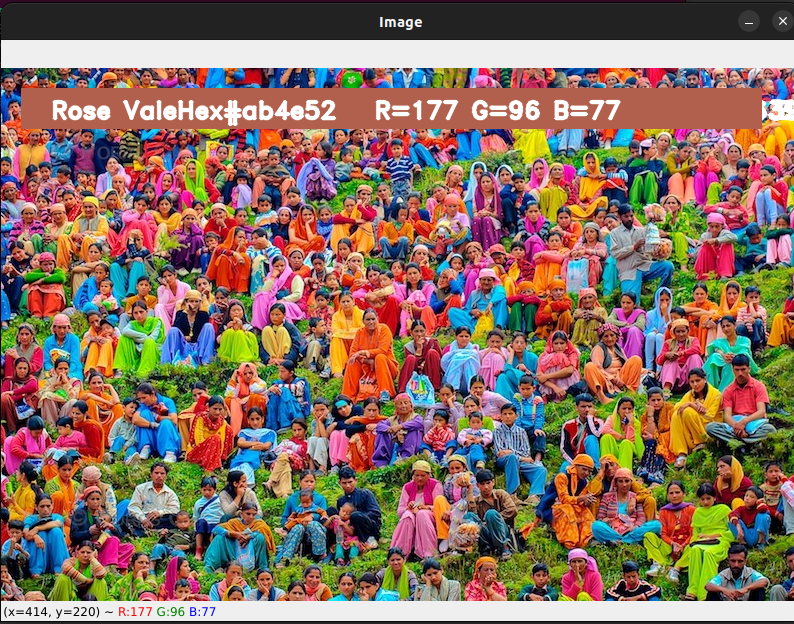 Image
Rose ValeHex#ab4e52 R=177 G=96 B=77
(x=414, y=220) ~ R:177 G:96 B:77